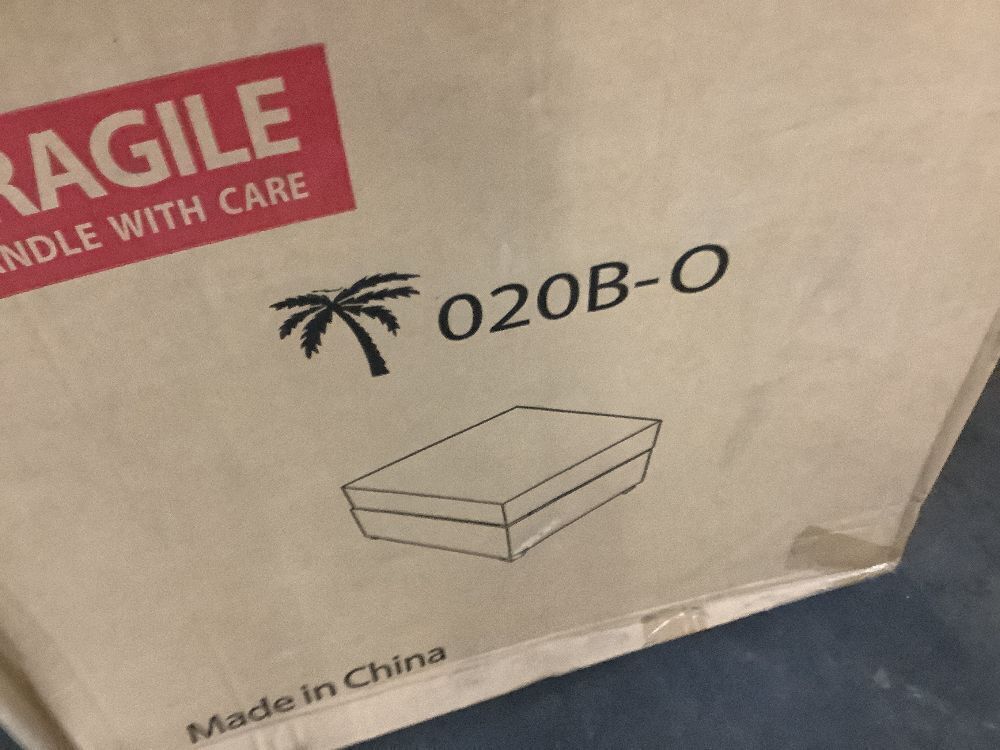 RAGILE
NDLE WITH CARE
020B-O
Made in China